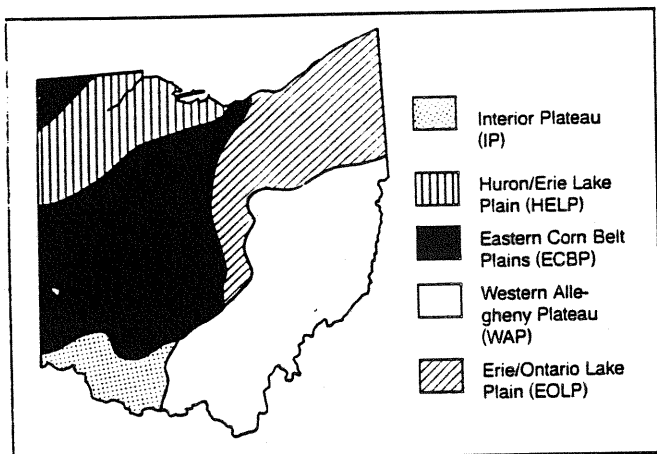 Interior Plateau
(IP)
Huron/Erie Lake
Plain (HELP)
Eastern Corn Belt
Plains (ECBP)
Western Alle-
gheny Plateau
(WAP)
Erie/Ontario Lake
Plain (EOLP)